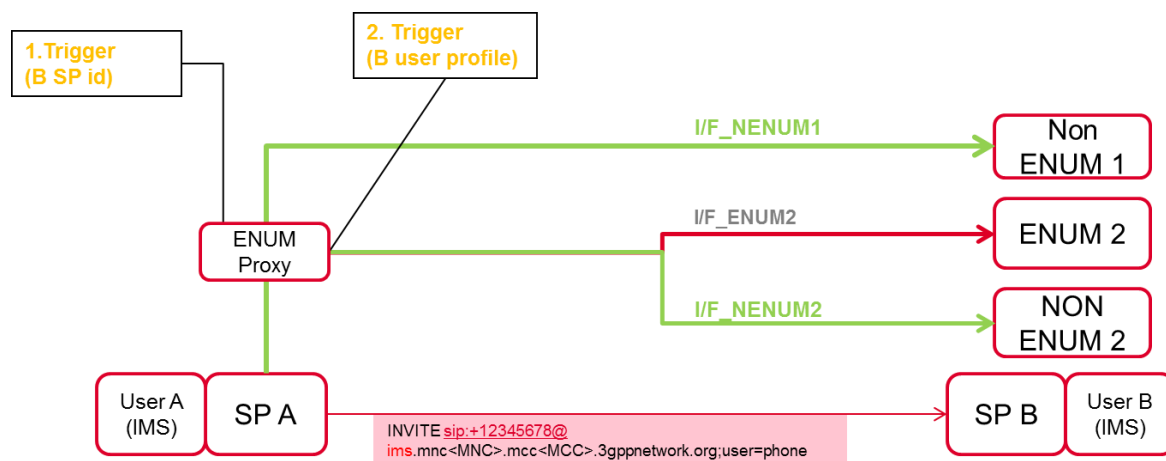 1.Trigger
(B SP id)
2. Trigger
(B user profile)
I/F_NENUM1
Non
ENUM 1
I/F_ENUM2
ENUM 2
ENUM
Proxy
I/F_NENUM2
NON
ENUM 2
User A
(IMS)
SP A
SP B
User B
(IMS)
INVITE sip:+12345678@
ims.mnc<MNC>.mcc<MCC>.3gppnetwork.org;user=phone